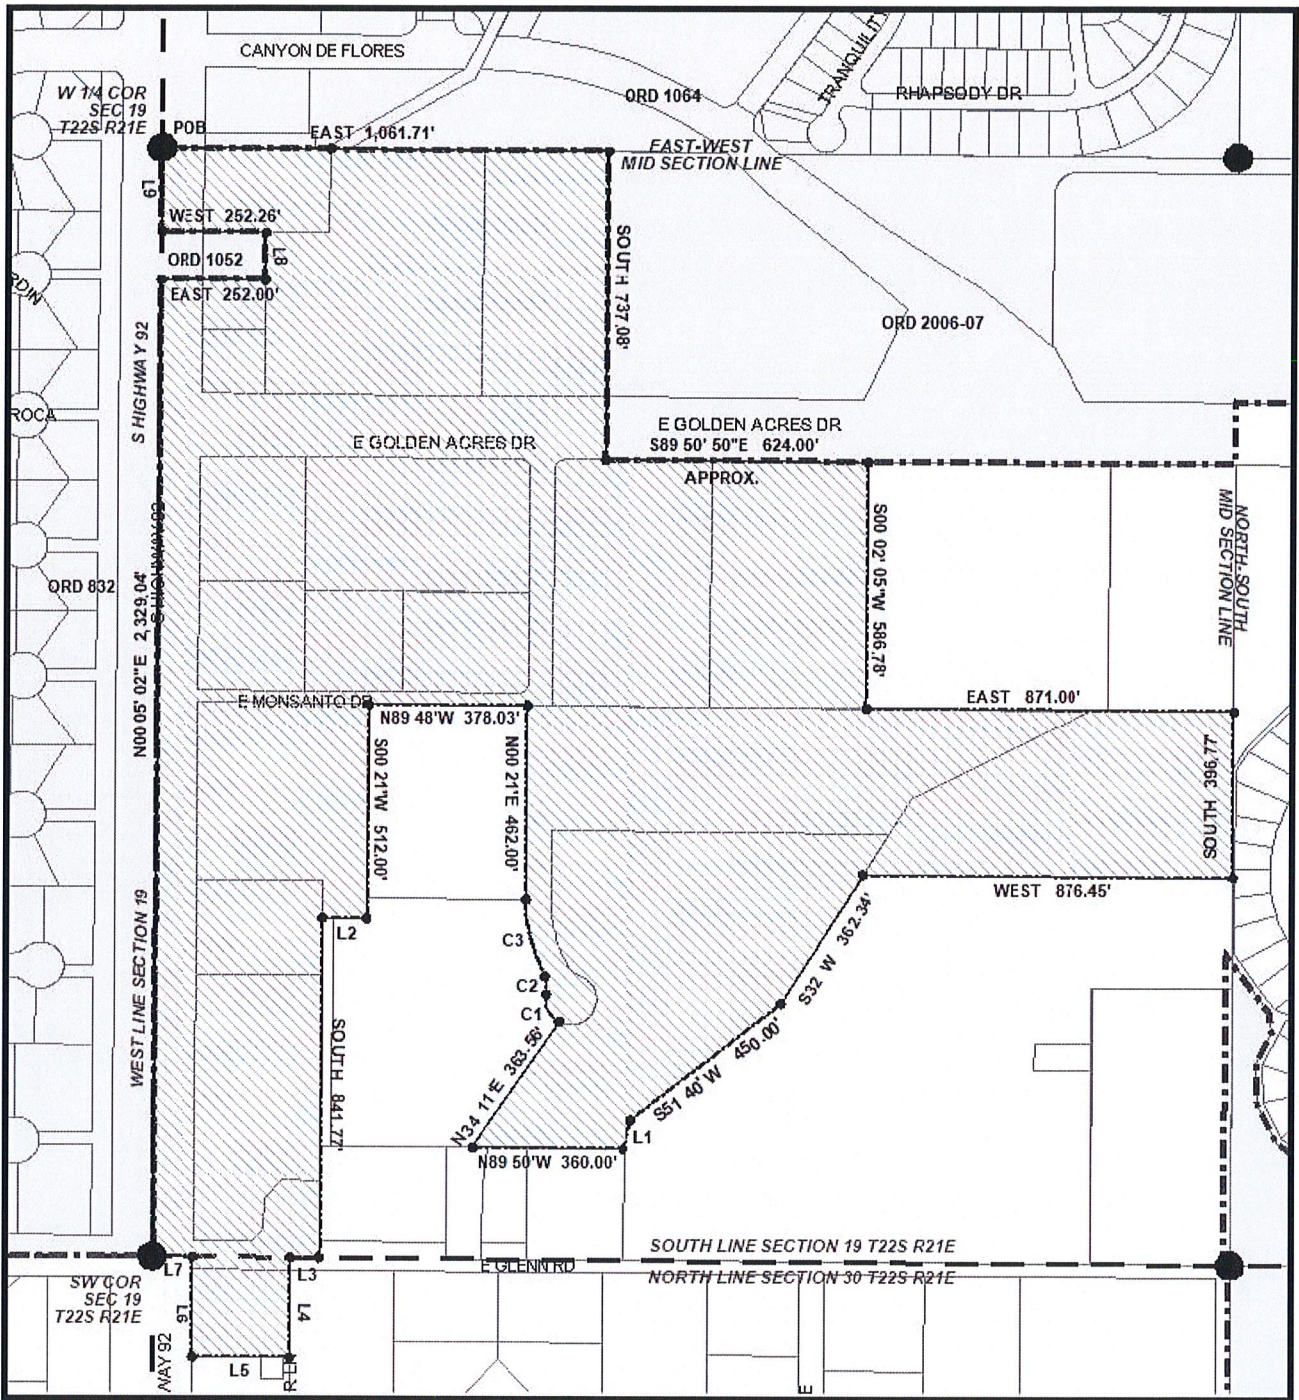 CANYON DE FLORES
TRANQUILITY
W 1/4 COR
SEC 19
T22S R21E
ORD 1064
RHAPSODY DR
POB
EAST 1,061.71'
EAST-WEST
MID SECTION LINE
L9
WEST 252.26'
L8
ORD 1052
EAST 252.00'
SOUTH 737.08'
ORD 2006-07
S HIGHWAY 92
ROCA
E GOLDEN ACRES DR
E GOLDEN ACRES DR
S89 50' 50"E 624.00'
APPROX.
S00 02' 05"W 586.78'
NORTH-SOUTH
MID SECTION LINE
ORD 832
N00 05' 02"E 2,329.04'
S HIGHWAY 92
E MONSANTO DR
N89 48'W 378.03'
EAST 871.00'
S00 21'W 512.00'
N00 21'E 462.00'
SOUTH 396.77'
WEST 876.45'
WEST LINE SECTION 19
L2
C3
C2
C1
S32 W 362.34'
SOUTH 841.77'
N34 11'E 363.56'
S51 40' W 450.00'
L1
N89 50'W 360.00'
SOUTH LINE SECTION 19 T22S R21E
L7
L3
E GLENN RD
NORTH LINE SECTION 30 T22S R21E
SW COR
SEC 19
T22S R21E
L6
L4
L5
WAY 92
E